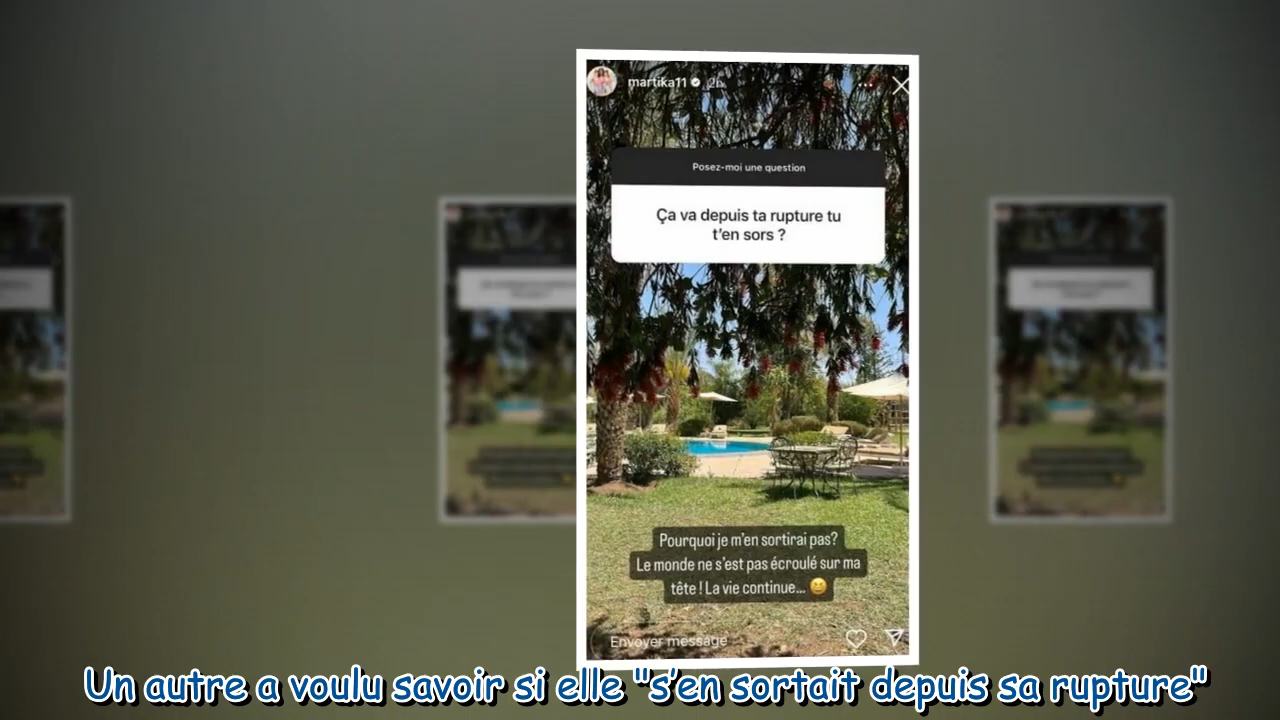 martika11 2h
Posez-moi une question
Ça va depuis ta rupture tu
t'en sors ?
Pourquoi je m'en sortirai pas?
Le monde ne s'est pas écroulé sur ma
tête ! La vie continue... 😆
Envoyer message
Un autre a voulu savoir si elle "s'en sortait depuis sa rupture"